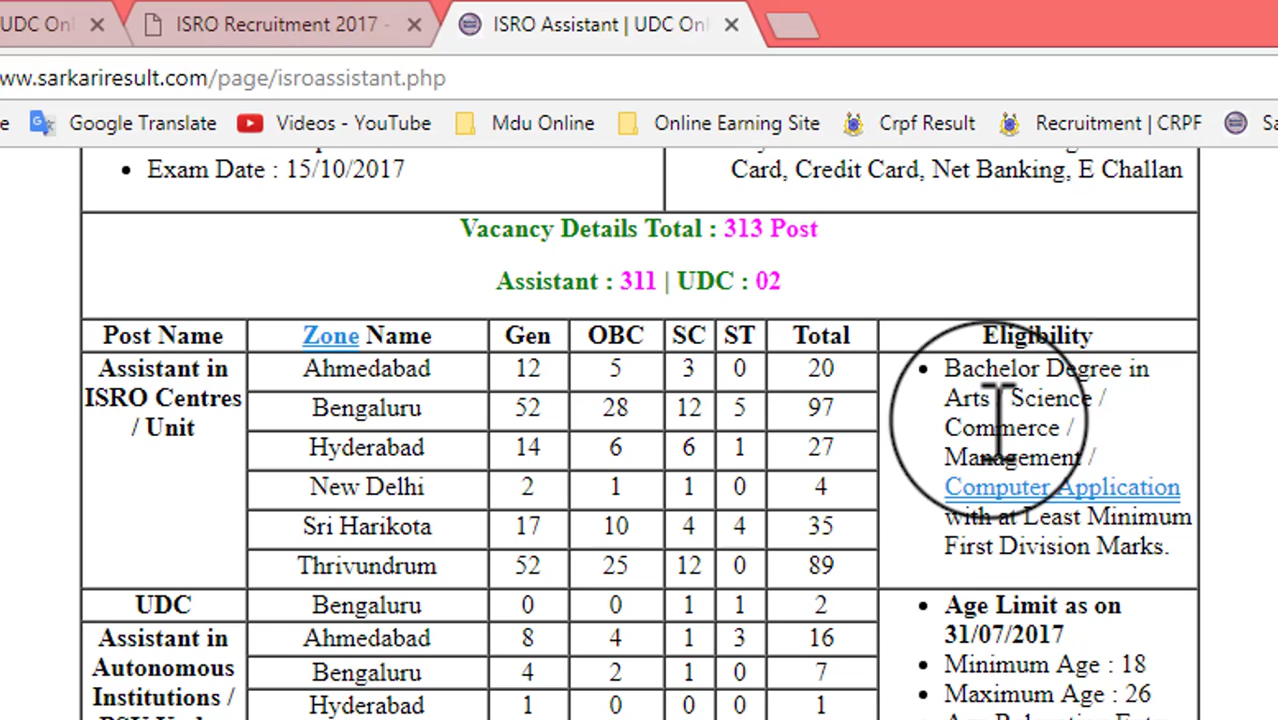 UDC Onl
ISRO Recruitment 2017 -
ISRO Assistant | UDC Onl
ww.sarkariresult.com/page/isroassistant.php
e Google Translate Videos - YouTube Mdu Online Online Earning Site Crpf Result Recruitment | CRPF Sa
• Exam Date : 15/10/2017
Card, Credit Card, Net Banking, E Challan
Vacancy Details Total : 313 Post
Assistant : 311 | UDC : 02
Post Name Zone Name Gen OBC SC ST Total Eligibility
Assistant in
ISRO Centres
/ Unit
Ahmedabad 12 5 3 0 20
Bengaluru 52 28 12 5 97
Hyderabad 14 6 6 1 27
New Delhi 2 1 1 0 4
Sri Harikota 17 10 4 4 35
Thrivundrum 52 25 12 0 89
• Bachelor Degree in
Arts Science /
Commerce /
Management /
Computer Application
with at Least Minimum
First Division Marks.
UDC Bengaluru 0 0 1 1 2
Assistant in
Autonomous
Institutions /
Ahmedabad 8 4 1 3 16
Bengaluru 4 2 1 0 7
Hyderabad 1 0 0 0 1
• Age Limit as on
31/07/2017
• Minimum Age : 18
• Maximum Age : 26